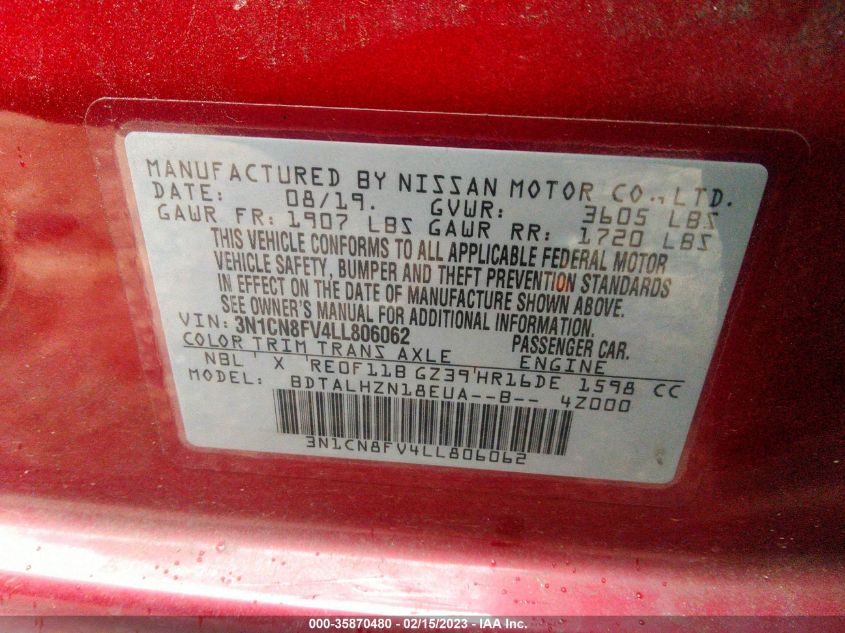 MANUFACTURED BY NISSAN MOTOR CO., LTD.
DATE: 08/19. GVWR: 3605 LBS
GAWR FR: 1907 LBS GAWR RR: 1720 LBS
THIS VEHICLE CONFORMS TO ALL APPLICABLE FEDERAL MOTOR
VEHICLE SAFETY, BUMPER AND THEFT PREVENTION STANDARDS
IN EFFECT ON THE DATE OF MANUFACTURE SHOWN ABOVE.
SEE OWNER'S MANUAL FOR ADDITIONAL INFORMATION.
VIN: 3N1CN8FV4LL806062 PASSENGER CAR.
COLOR TRIM TRANS AXLE ENGINE
NBL ' X 'RE0F11B GZ39'HR16DE 1598 CC
MODEL: BDTALHZN18EUA--B-- 4Z000
3N1CN8FV4LL806062
000-35870480 - 02/15/2023 - IAA Inc.